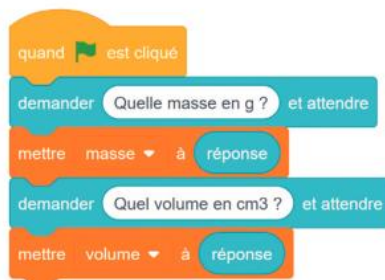 quand est cliqué
demander Quelle masse en g ? et attendre
mettre masse à réponse
demander Quel volume en cm3 ? et attendre
mettre volume à réponse